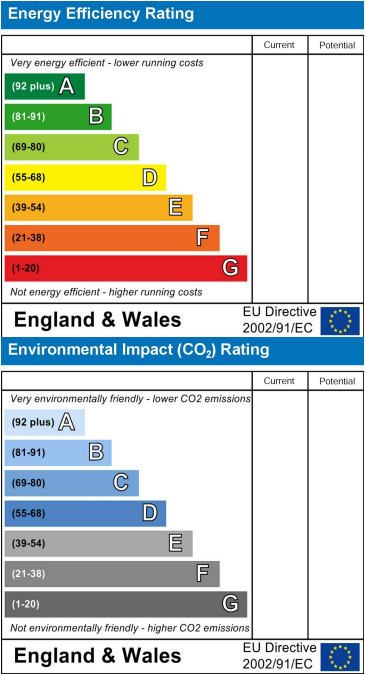 Energy Efficiency Rating
Current Potential
Very energy efficient - lower running costs
(92 plus) A
(81-91) B
(69-80) C
(55-68) D
(39-54) E
(21-38) F
(1-20) G
Not energy efficient - higher running costs
England & Wales
EU Directive
2002/91/EC
Environmental Impact (CO₂) Rating
Current Potential
Very environmentally friendly - lower CO2 emissions
(92 plus) A
(81-91) B
(69-80) C
(55-68) D
(39-54) E
(21-38) F
(1-20) G
Not environmentally friendly - higher CO2 emissions
England & Wales
EU Directive
2002/91/EC